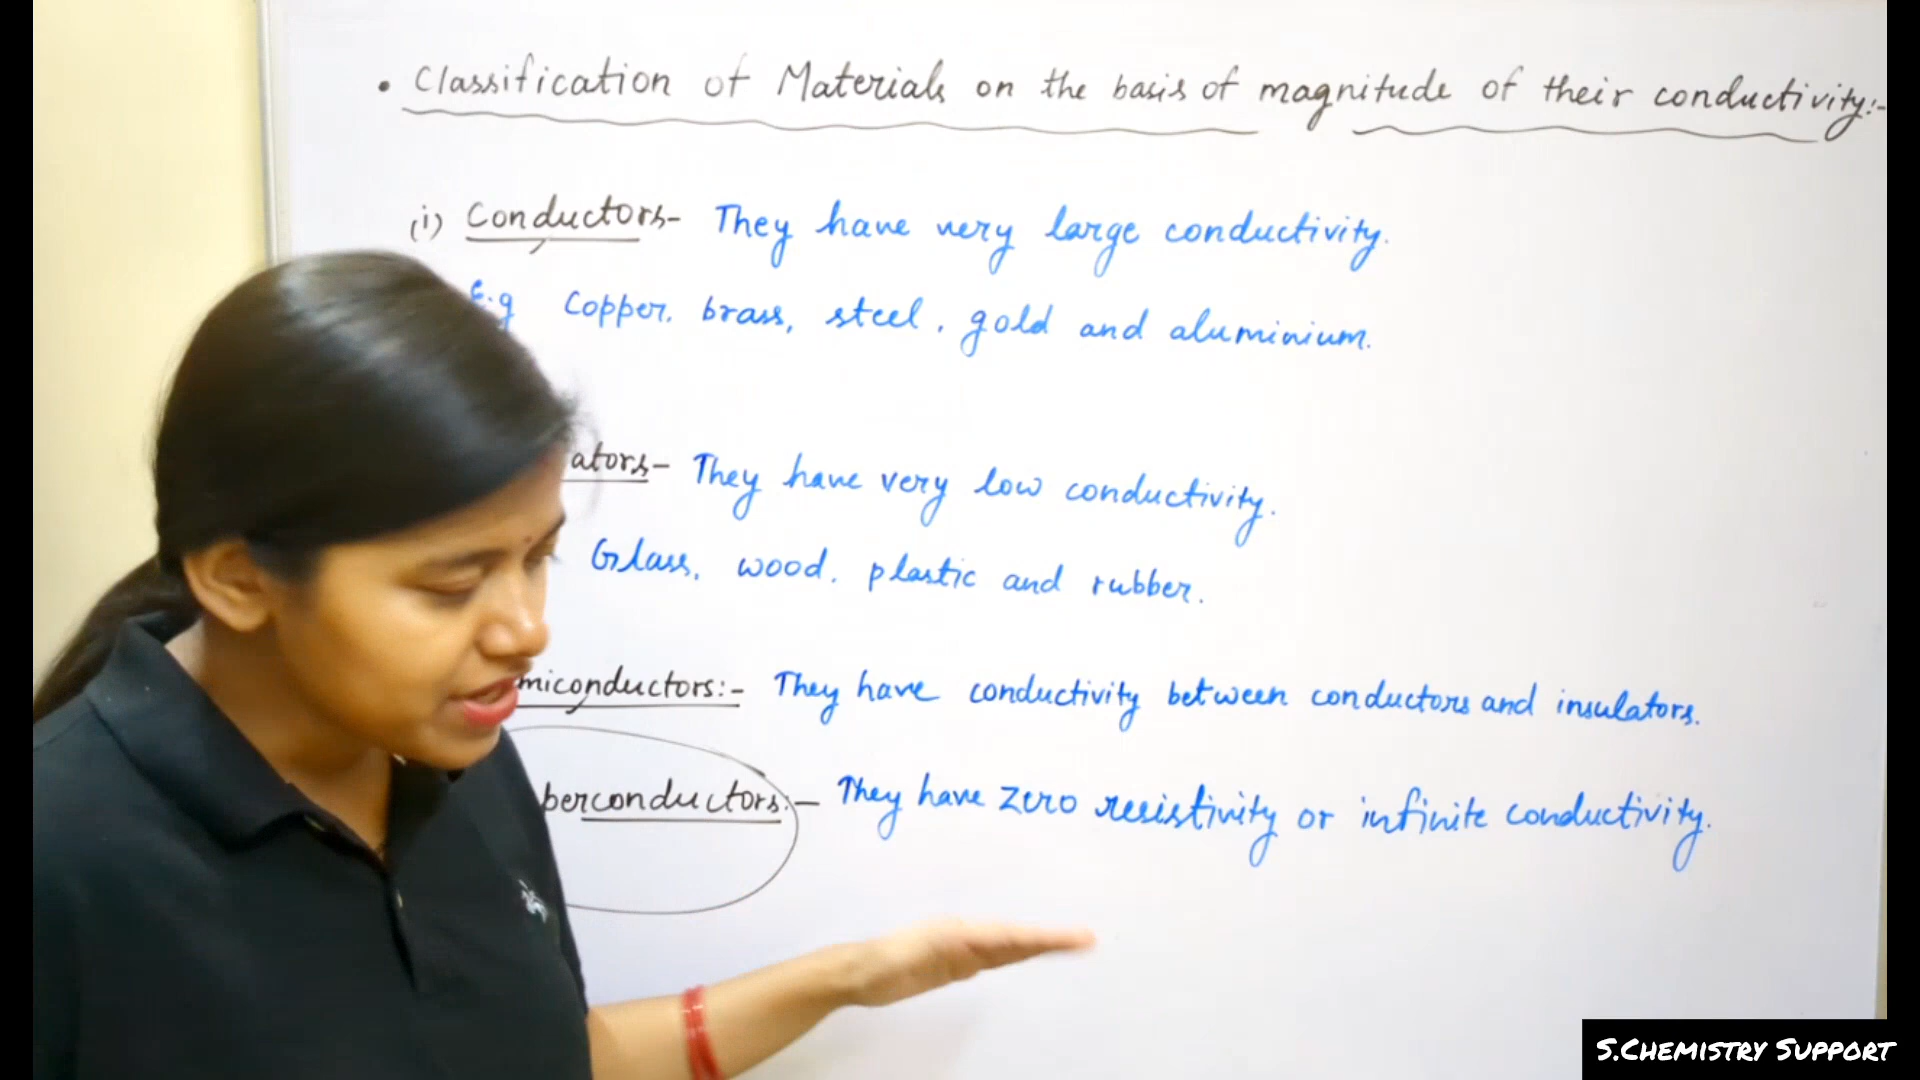 • Classification of Materials on the basis of magnitude of their conductivity:-
(i) Conductors- They have very large conductivity.
E.g Copper, brass, steel, gold and aluminium.
ators- They have very low conductivity.
Glass, wood, plastic and rubber.
miconductors:- They have conductivity between conductors and insulators.
perconductors:- They have zero resistivity or infinite conductivity.
S.Chemistry Support